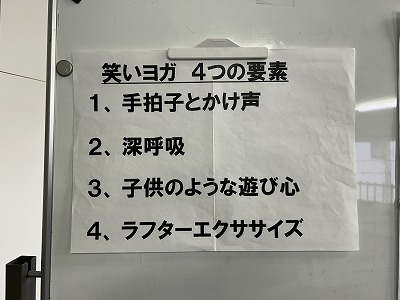 笑いヨガ 4つの要素
1、手拍子とかけ声
2、深呼吸
3、子供のような遊び心
4、ラフターエクササイズ